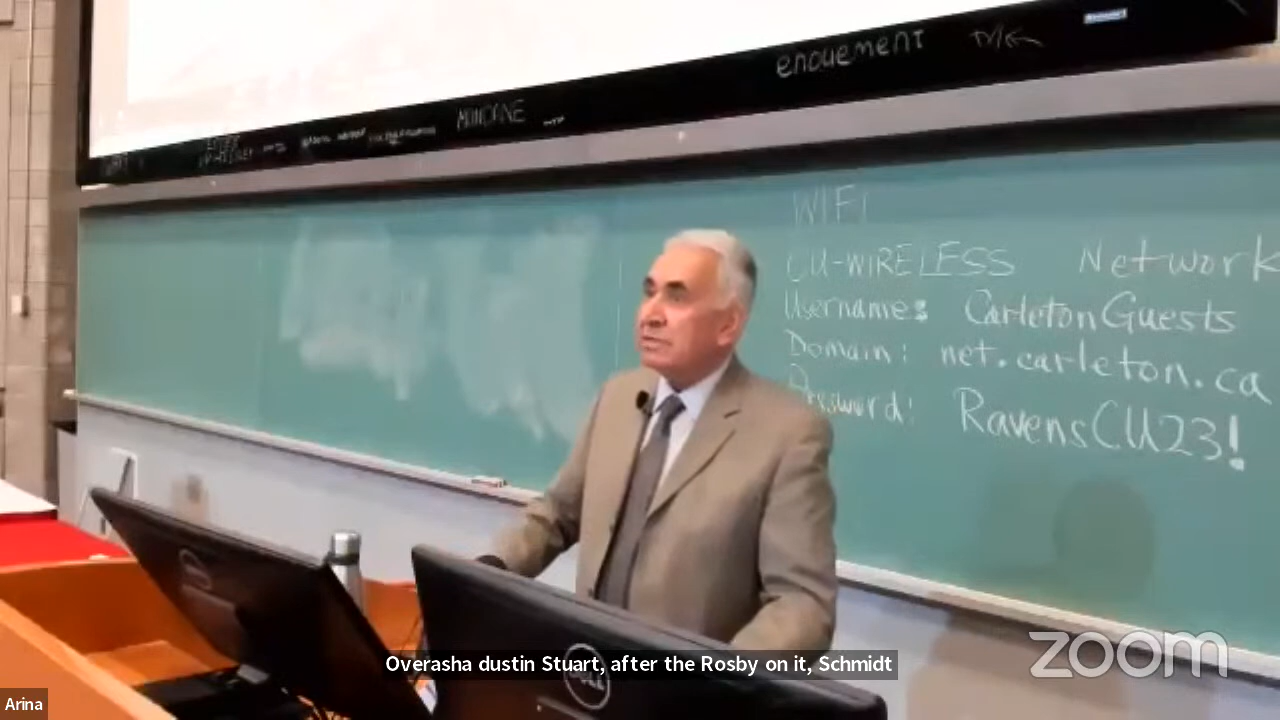 enouement
MUNDANE
WIFI
CU-WIRELESS Network
Username: CarletonGuests
Domain: net.carleton.ca
Password: RavensCU23!
DELL
Overasha dustin Stuart, after the Rosby on it, Schmidt
zoom
Arina